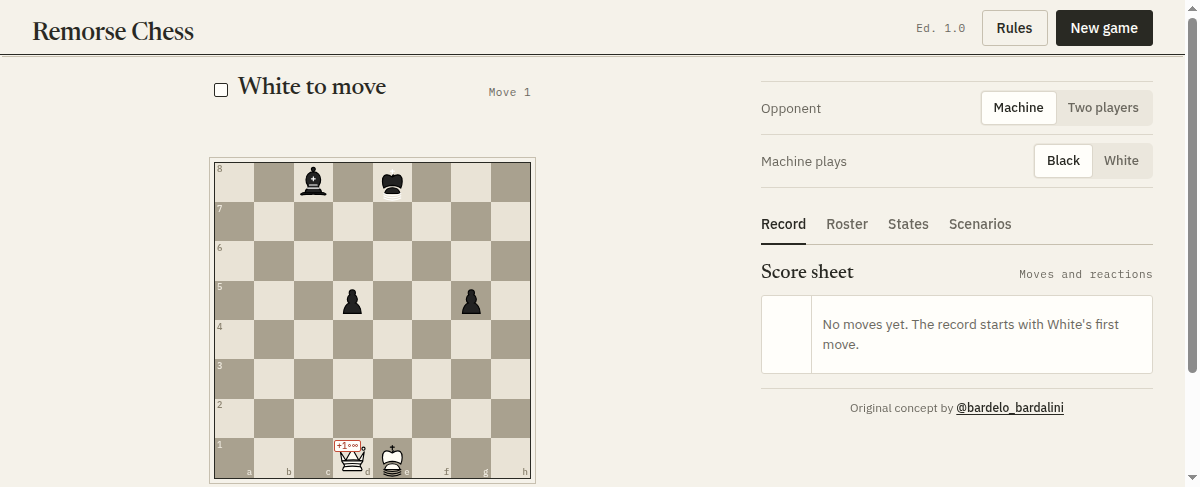 Remorse Chess
Ed. 1.0
Rules
New game
White to move
Move 1
Opponent
Machine
Two players
Machine plays
Black
White
Record
Roster
States
Scenarios
Score sheet
Moves and reactions
No moves yet. The record starts with White's first
move.
Original concept by @bardelo_bardalini
8
7
6
5
4
3
2
1
a b c d e f g h